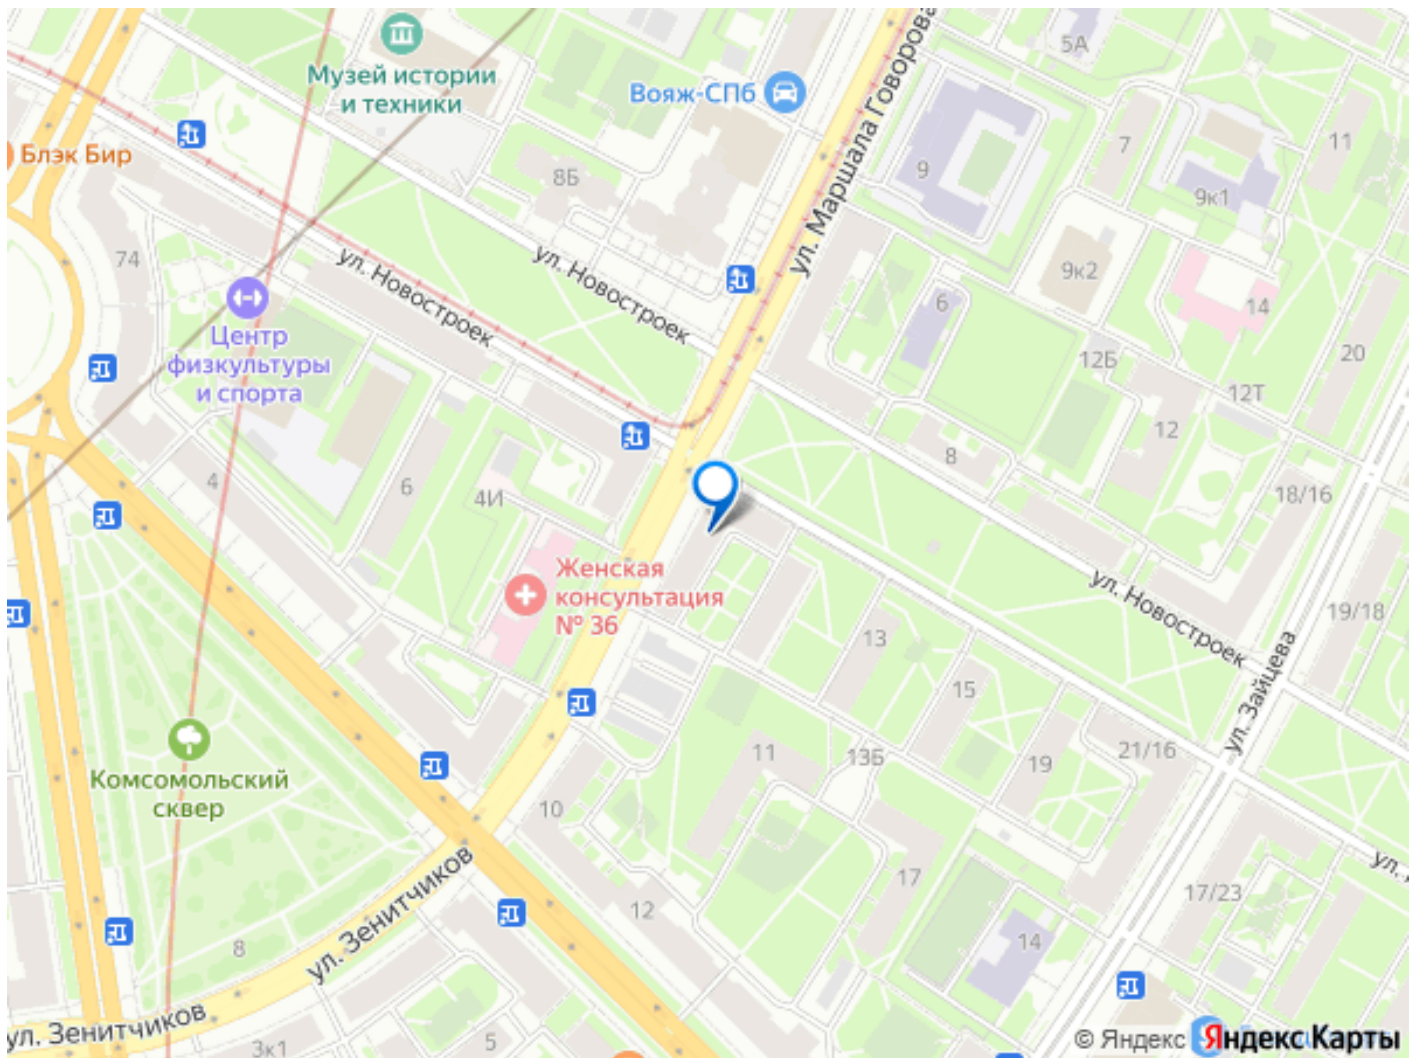 Музей истории
и техники
Вояж-СПб
ул. Маршала Говорова
5А
Блэк Бир
8Б
9
7
11
9к1
ул. Новостроек
ул. Новостроек
74
9к2
6
14
Центр
физкультуры
и спорта
12Б
20
12Т
12
8
4
6
4И
18/16
Женская
консультация
№ 36
ул. Новостроек
19/18
13
15
ул. Зайцева
Комсомольский
сквер
11
13Б
19
21/16
10
17
17/23
12
14
ул. Зенитчиков
8
ул. Зенитчиков
3к1
5
ул.
© Яндекс Яндекс Карты